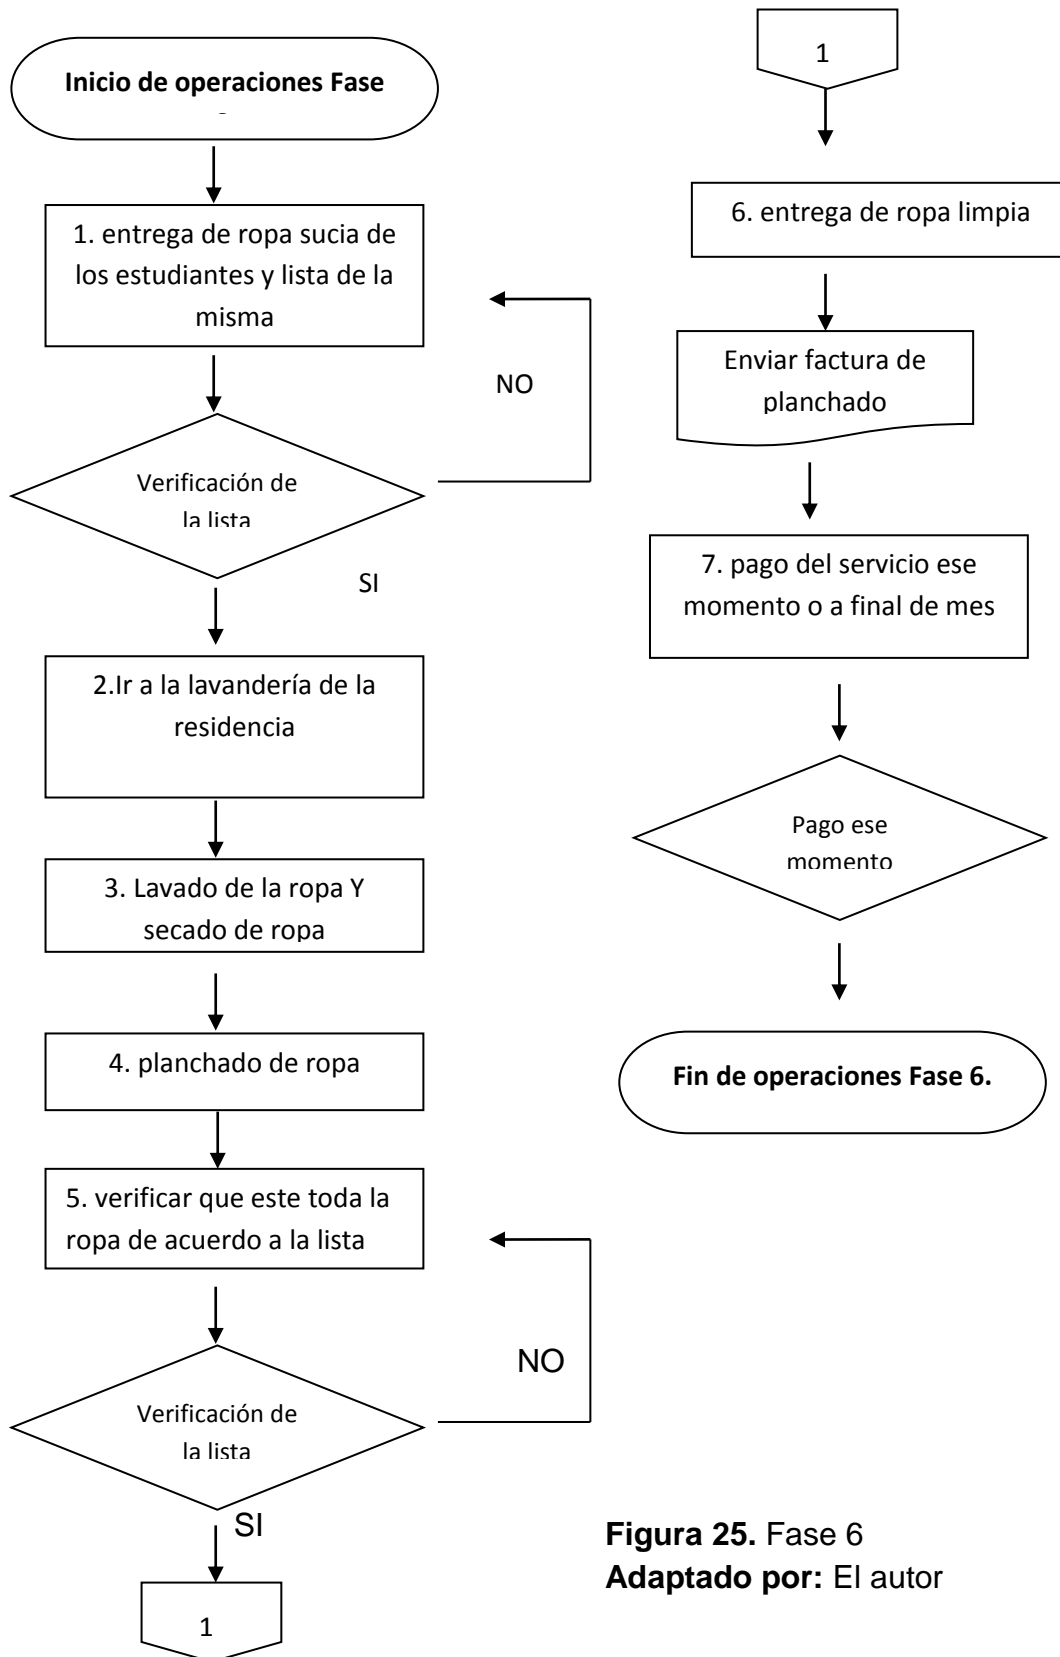 Inicio de operaciones Fase
1. entrega de ropa sucia de
los estudiantes y lista de la
misma
NO
Verificación de
la lista
SI
2.Ir a la lavandería de la
residencia
3. Lavado de la ropa Y
secado de ropa
4. planchado de ropa
5. verificar que este toda la
ropa de acuerdo a la lista
NO
Verificación de
la lista
SI
1
1
6. entrega de ropa limpia
Enviar factura de
planchado
7. pago del servicio ese
momento o a final de mes
Pago ese
momento
Fin de operaciones Fase 6.
Figura 25. Fase 6
Adaptado por: El autor